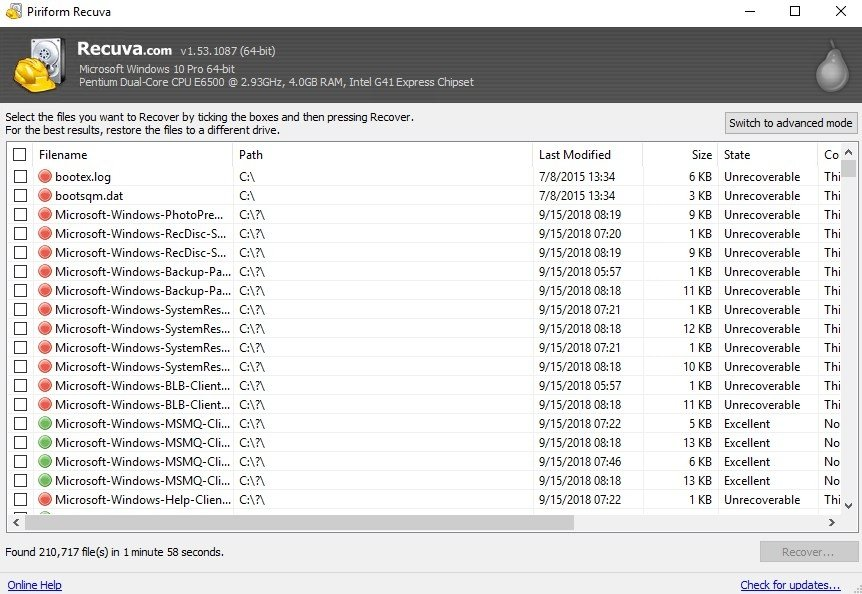 Piriform Recuva
Recuva.com v1.53.1087 (64-bit)
Microsoft Windows 10 Pro 64-bit
Pentium Dual-Core CPU E6500 @ 2.93GHz, 4.0GB RAM, Intel G41 Express Chipset
Select the files you want to Recover by ticking the boxes and then pressing Recover.
For the best results, restore the files to a different drive.
Switch to advanced mode
Filename Path Last Modified Size State Co
bootex.log C:\ 7/8/2015 13:34 6 KB Unrecoverable Thi
bootsqm.dat C:\ 7/8/2015 13:34 3 KB Unrecoverable Thi
Microsoft-Windows-PhotoPre... C:\?\ 9/15/2018 08:19 9 KB Unrecoverable Thi
Microsoft-Windows-RecDisc-S... C:\?\ 9/15/2018 07:20 1 KB Unrecoverable Thi
Microsoft-Windows-RecDisc-S... C:\?\ 9/15/2018 08:19 9 KB Unrecoverable Thi
Microsoft-Windows-Backup-Pa... C:\?\ 9/15/2018 05:57 1 KB Unrecoverable Thi
Microsoft-Windows-Backup-Pa... C:\?\ 9/15/2018 08:18 11 KB Unrecoverable Thi
Microsoft-Windows-SystemRes... C:\?\ 9/15/2018 07:21 1 KB Unrecoverable Thi
Microsoft-Windows-SystemRes... C:\?\ 9/15/2018 08:18 12 KB Unrecoverable Thi
Microsoft-Windows-SystemRes... C:\?\ 9/15/2018 07:21 1 KB Unrecoverable Thi
Microsoft-Windows-SystemRes... C:\?\ 9/15/2018 08:18 10 KB Unrecoverable Thi
Microsoft-Windows-BLB-Client... C:\?\ 9/15/2018 05:57 1 KB Unrecoverable Thi
Microsoft-Windows-BLB-Client... C:\?\ 9/15/2018 08:18 11 KB Unrecoverable Thi
Microsoft-Windows-MSMQ-Cli... C:\?\ 9/15/2018 07:22 5 KB Excellent No
Microsoft-Windows-MSMQ-Cli... C:\?\ 9/15/2018 08:18 13 KB Excellent No
Microsoft-Windows-MSMQ-Cli... C:\?\ 9/15/2018 07:46 6 KB Excellent No
Microsoft-Windows-MSMQ-Cli... C:\?\ 9/15/2018 08:18 13 KB Excellent No
Microsoft-Windows-Help-Clien... C:\?\ 9/15/2018 07:22 1 KB Unrecoverable Thi
Found 210,717 file(s) in 1 minute 58 seconds.
Recover...
Online Help
Check for updates...